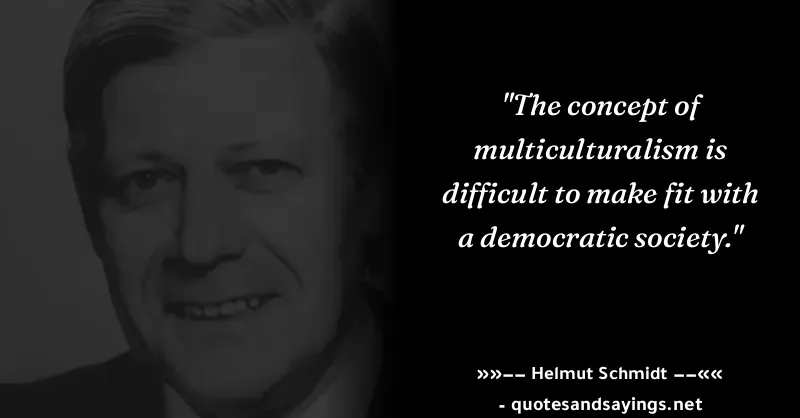 "The concept of
multiculturalism is
difficult to make fit with
a democratic society."
»»–– Helmut Schmidt ––««
- quotesandsayings.net